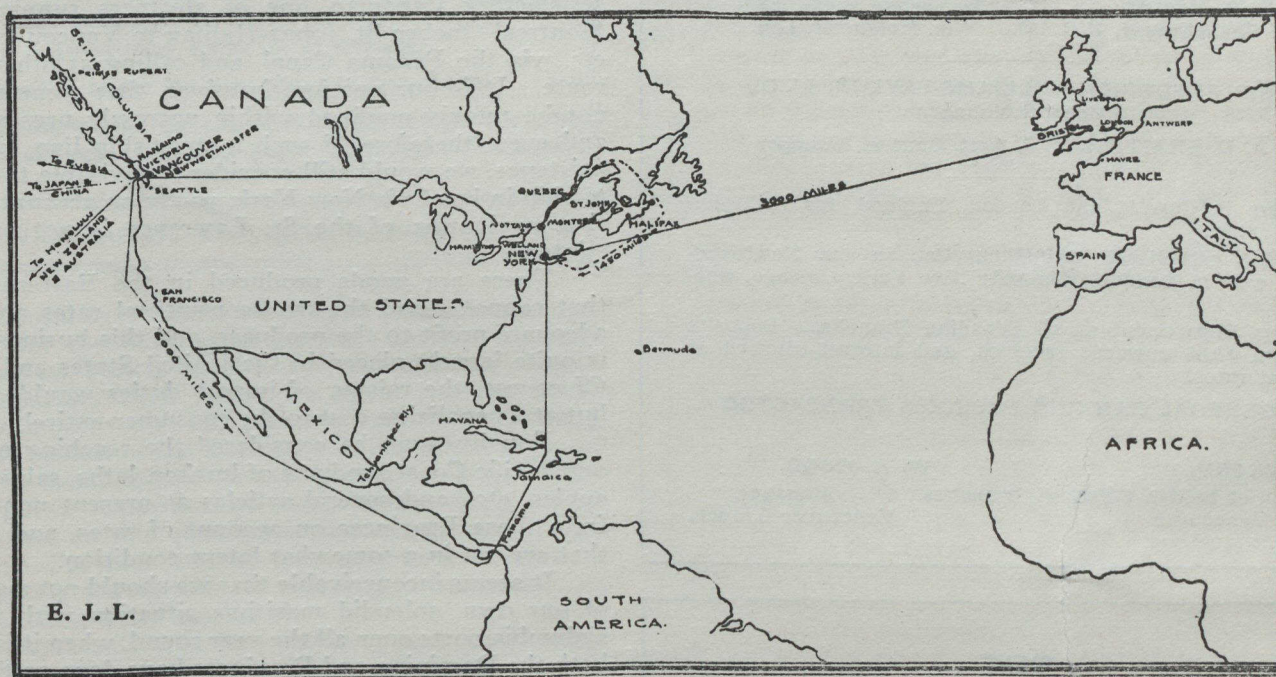 BRITISH COLUMBIA
PRINCE RUPERT
CANADA
NANAIMO
VICTORIA
VANCOUVER
NEW WESTMINSTER
SEATTLE
TO RUSSIA
TO JAPAN &
CHINA
TO HONOLULU
NEW ZEALAND
& AUSTRALIA
SAN
FRANCISCO
UNITED STATES
6000 MILES
MEXICO
Tehuantepec Rly
QUEBEC
ST. JOHN
OTTAWA
MONTREAL
HALIFAX
HAMILTON
WELLAND
NEW
YORK
1450 MILES
3000 MILES
Bermuda
HAVANA
Jamaica
Panama
SOUTH
AMERICA.
LIVERPOOL
LONDON
BRISTOL
ANTWERP
HAVRE
FRANCE
SPAIN
ITALY
AFRICA.
E. J. L.